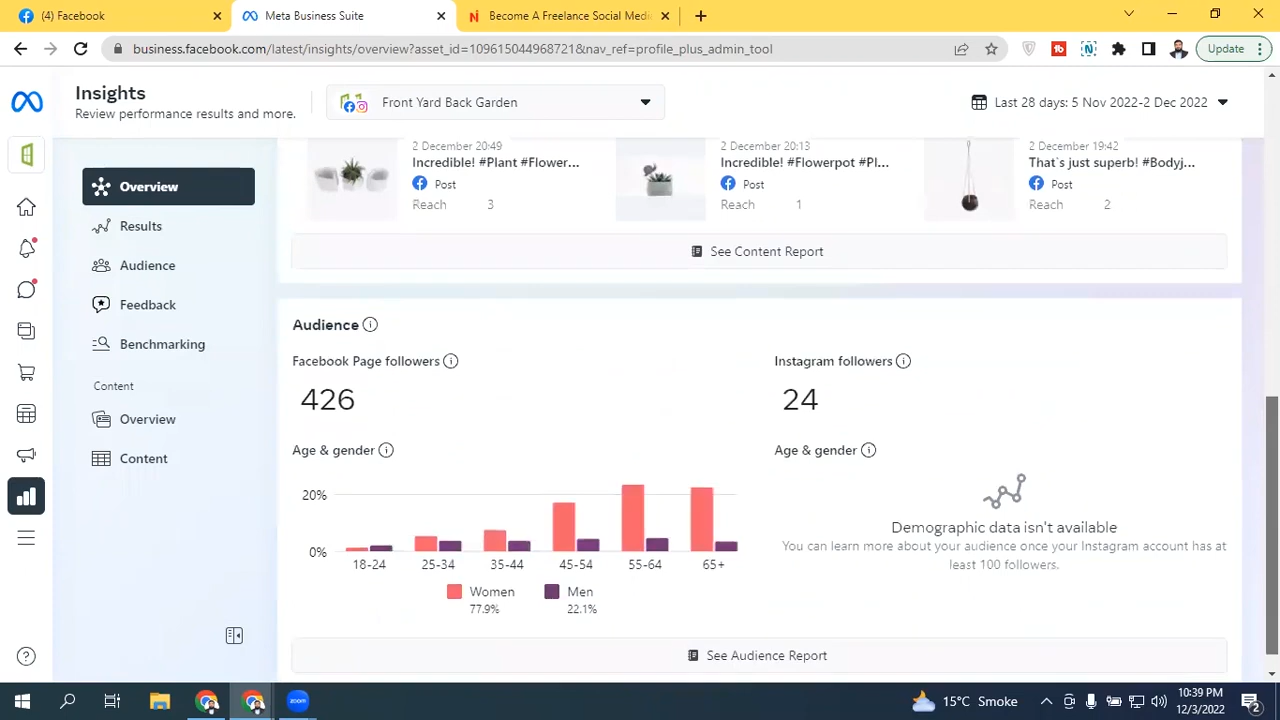 (4) Facebook
Meta Business Suite
Become A Freelance Social Medi
business.facebook.com/latest/insights/overview?asset_id=109615044968721&nav_ref=profile_plus_admin_tool
Update
Insights
Review performance results and more.
Front Yard Back Garden
Last 28 days: 5 Nov 2022-2 Dec 2022
Overview
Results
Audience
Feedback
Benchmarking
Content
Overview
Content
2 December 20:49
Incredible! #Plant #Flower...
Post
Reach 3
2 December 20:13
Incredible! #Flowerpot #Pl...
Post
Reach 1
2 December 19:42
That`s just superb! #Bodyj...
Post
Reach 2
See Content Report
Audience
Facebook Page followers
426
Age & gender
20%
0%
18-24 25-34 35-44 45-54 55-64 65+
Women Men
77.9% 22.1%
Instagram followers
24
Age & gender
Demographic data isn't available
You can learn more about your audience once your Instagram account has at
least 100 followers.
See Audience Report
zoom
15°C Smoke
10:39 PM
12/3/2022
2